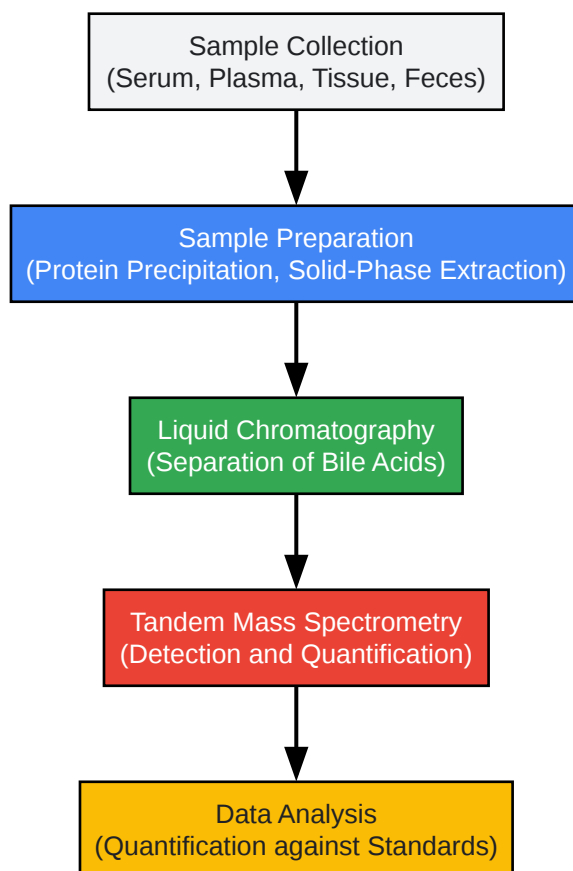 Sample Collection
(Serum, Plasma, Tissue, Feces)
Sample Preparation
(Protein Precipitation, Solid-Phase Extraction)
Liquid Chromatography
(Separation of Bile Acids)
Tandem Mass Spectrometry
(Detection and Quantification)
Data Analysis
(Quantification against Standards)